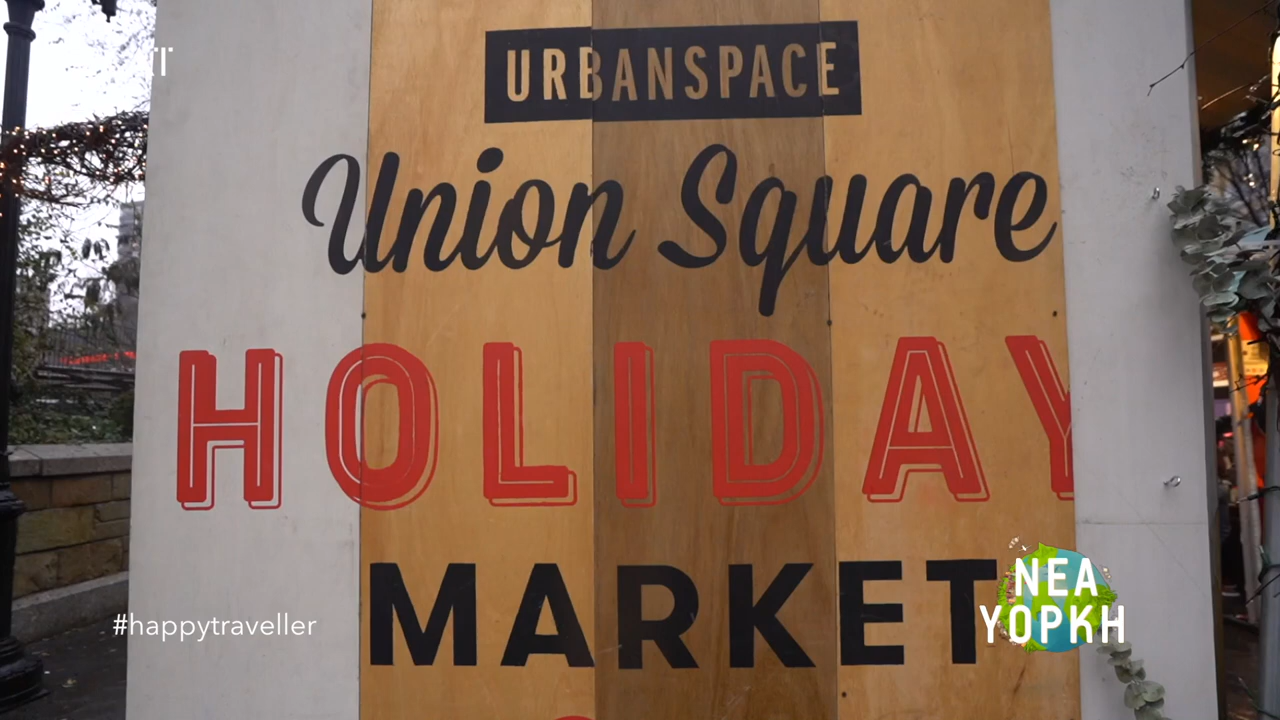 URBANSPACE
Union Square
HOLIDAY
MARKET
#happytraveller
ΝΕΑ
ΥΟΡΚΗ